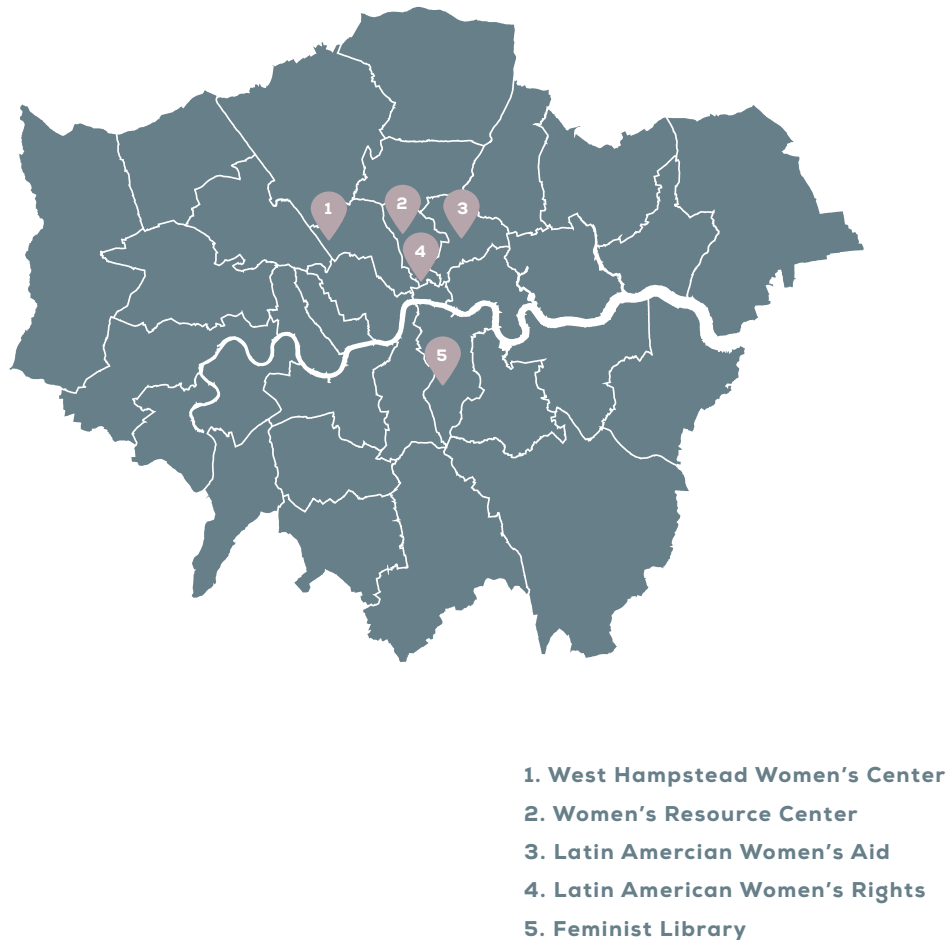 1
2
3
4
5
1. West Hampstead Women's Center
2. Women's Resource Center
3. Latin Amercian Women's Aid
4. Latin American Women's Rights
5. Feminist Library